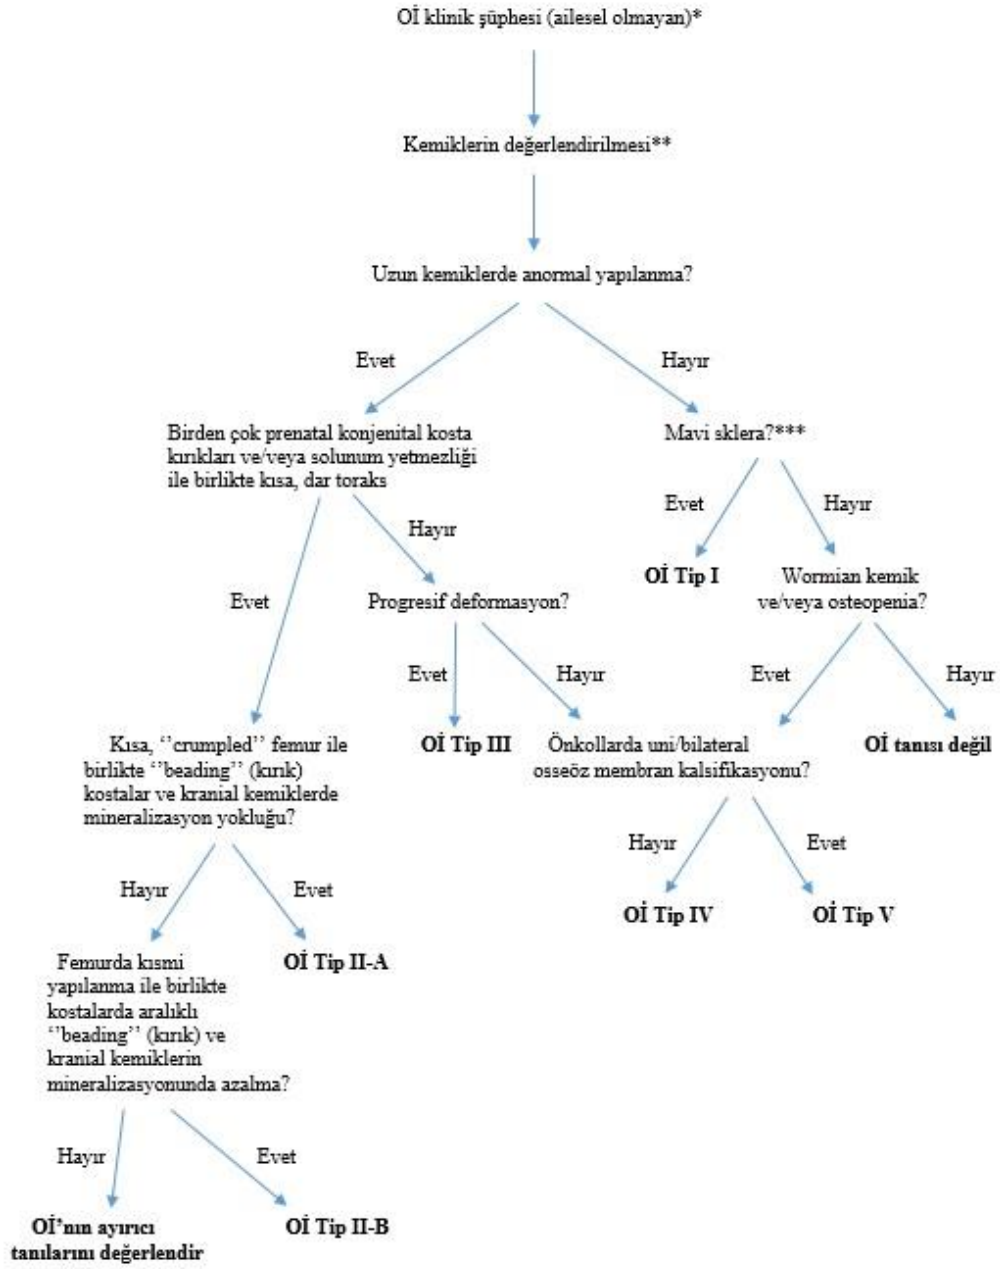 Oİ klinik şüphesi (ailesel olmayan)*
Kemiklerin değerlendirilmesi**
Uzun kemiklerde anormal yapılanma?
Evet
Hayır
Birden çok prenatal konjenital kosta
kırıkları ve/veya solunum yetmezliği
ile birlikte kısa, dar toraks
Mavi sklera?***
Evet
Hayır
Hayır
Oİ Tip I
Wormian kemik
ve/veya osteopenia?
Evet
Progresif deformasyon?
Evet
Hayır
Evet
Hayır
Kısa, ‘’crumpled’’ femur ile
birlikte ‘’beading’’ (kırık)
kostalar ve kranial kemiklerde
mineralizasyon yokluğu?
Oİ Tip III
Önkollarda uni/bilateral
osseöz membran kalsifikasyonu?
Oİ tanısı değil
Hayır
Evet
Hayır
Evet
Oİ Tip IV
Oİ Tip V
Femurda kısmi
yapılanma ile birlikte
kostalarda aralıklı
‘’beading’’ (kırık) ve
kranial kemiklerin
mineralizasyonunda azalma?
Oİ Tip II-A
Hayır
Evet
Oİ’nın ayırıcı
tanılarını değerlendir
Oİ Tip II-B